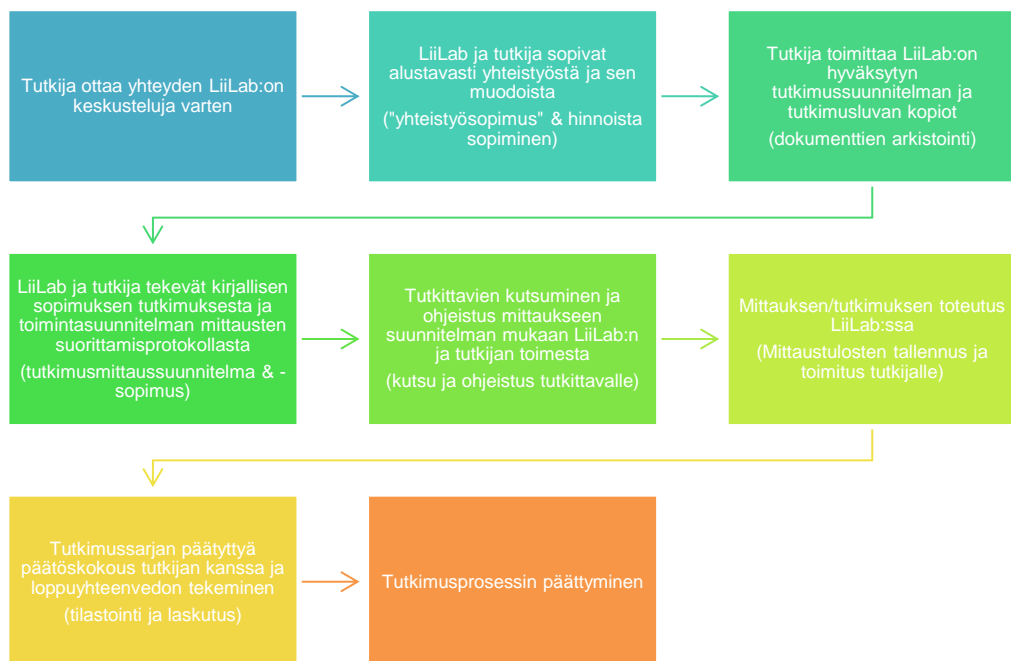 Tutkija ottaa yhteyden LiiLab:on
keskusteluja varten
LiiLab ja tutkija sopivat
alustavasti yhteistyöstä ja sen
muodoista
("yhteistyösopimus" & hinnoista
sopiminen)
Tutkija toimittaa LiiLab:on
hyväksytyn
tutkimussuunnitelman ja
tutkimusluvan kopiot
(dokumenttien arkistointi)
LiiLab ja tutkija tekevät kirjallisen
sopimuksen tutkimuksesta ja
toimintasuunnitelman mittausten
suorittamisprotokollasta
(tutkimusmittaussuunnitelma & -
sopimus)
Tutkittavien kutsuminen ja
ohjeistus mittaukseen
suunnitelman mukaan LiiLab:n
ja tutkijan toimesta
(kutsu ja ohjeistus tutkittavalle)
Mittauksen/tutkimuksen toteutus
LiiLab:ssa
(Mittaustulosten tallennus ja
toimitus tutkijalle)
Tutkimussarjan päätyttyä
päätöskokous tutkijan kanssa ja
loppuyhteenvedon tekeminen
(tilastointi ja laskutus)
Tutkimusprosessin päättyminen